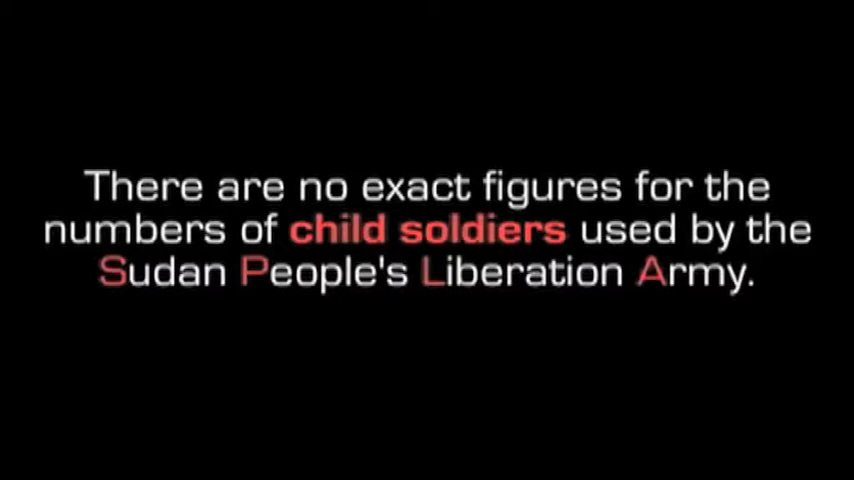 There are no exact figures for the
numbers of child soldiers used by the
Sudan People's Liberation Army.